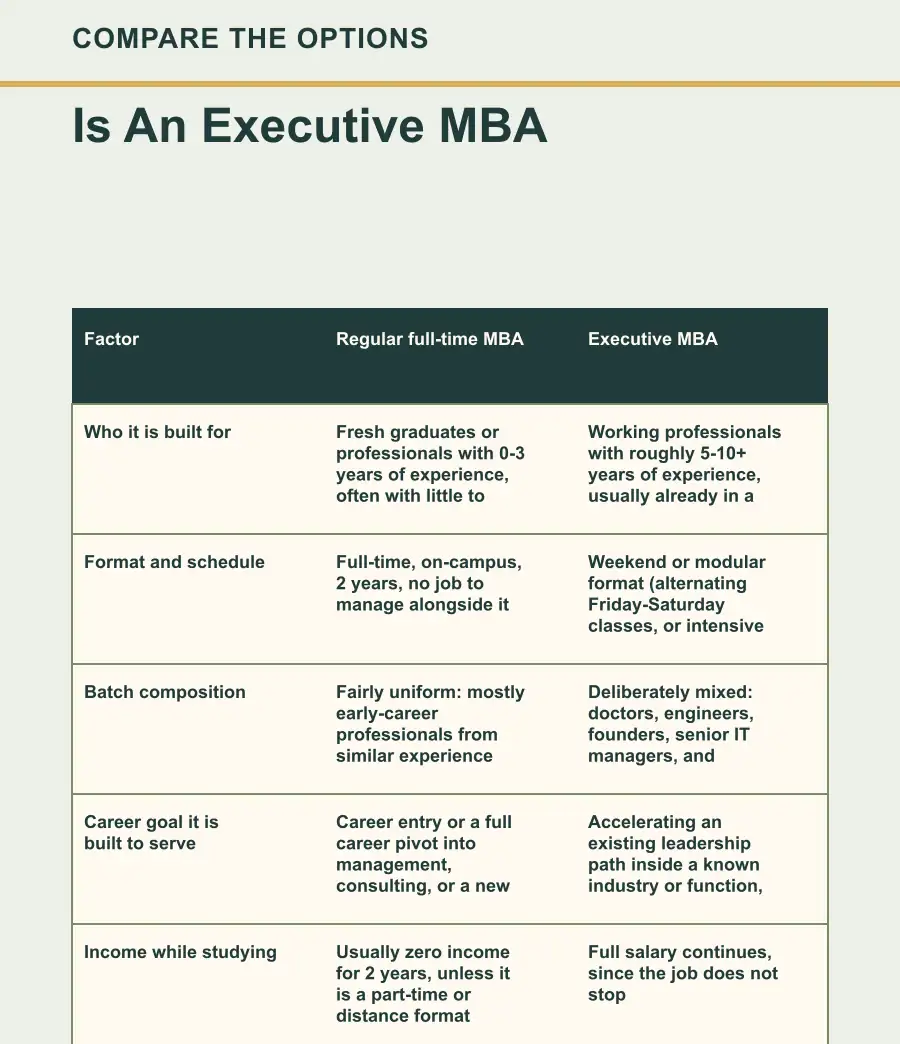 COMPARE THE OPTIONS
Is An Executive MBA
Factor
Regular full-time MBA
Executive MBA
Who it is built for
Fresh graduates or
professionals with 0-3
years of experience,
often with little to
Working professionals
with roughly 5-10+
years of experience,
usually already in a
Format and schedule
Full-time, on-campus,
2 years, no job to
manage alongside it
Weekend or modular
format (alternating
Friday-Saturday
classes, or intensive
Batch composition
Fairly uniform: mostly
early-career
professionals from
similar experience
Deliberately mixed:
doctors, engineers,
founders, senior IT
managers, and
Career goal it is
built to serve
Career entry or a full
career pivot into
management,
consulting, or a new
Accelerating an
existing leadership
path inside a known
industry or function,
Income while studying
Usually zero income
for 2 years, unless it
is a part-time or
distance format
Full salary continues,
since the job does not
stop